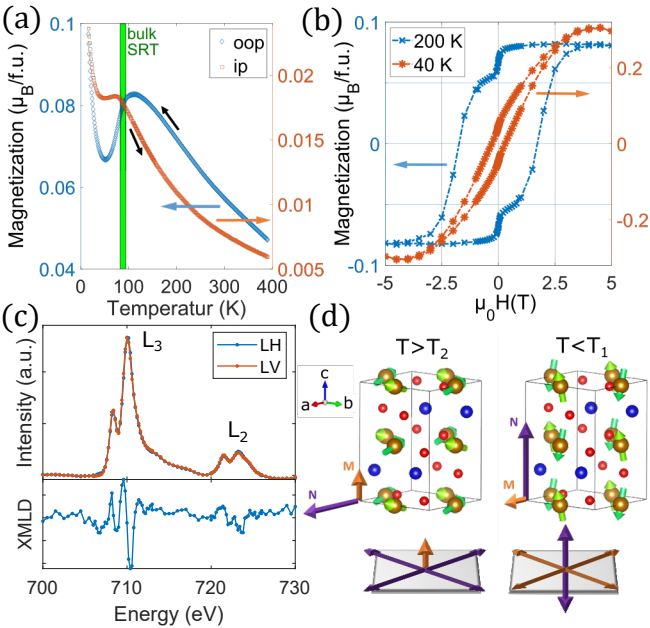 (a)
bulk
SRT
oop
ip
0.1
0.08
0.06
0.04
Magnetization (μB/f.u.)
0.02
0.015
0.01
0.005
0 100 200 300 400
Temperatur (K)
(b)
200 K
40 K
0.1
0
-0.1
Magnetization (μB/f.u.)
0.2
0
-0.2
-5 -2.5 0 2.5 5
μ0H(T)
(c)
L3
L2
LH
LV
Intensity (a.u.)
XMLD
700 710 720 730
Energy (eV)
(d)
T>T2
T<T1
c
a
b
N
M
N
M